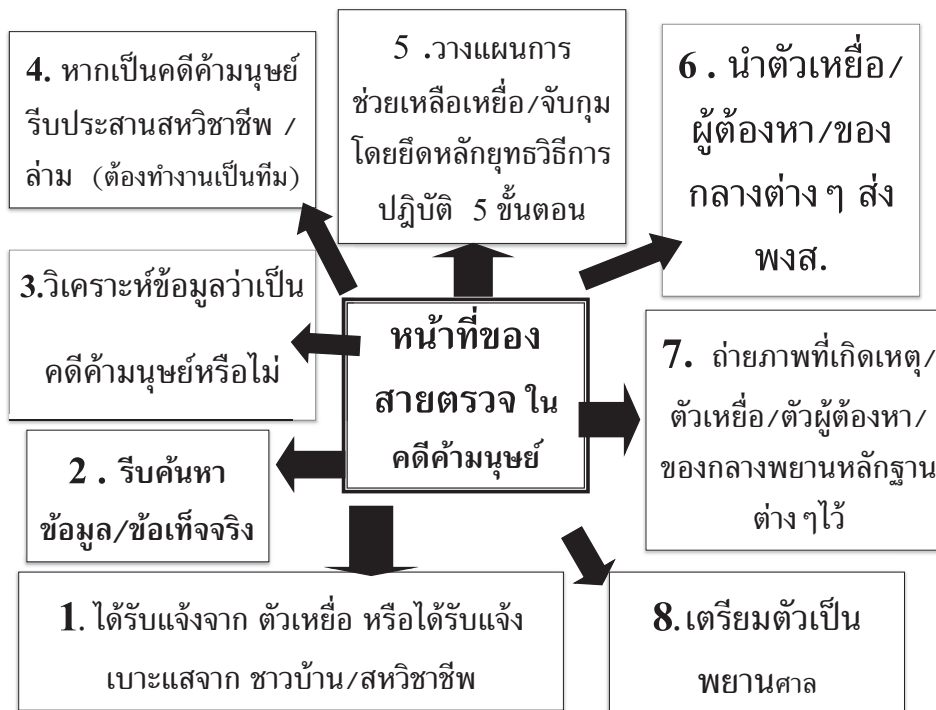 4. หากเป็นคดีค้ามนุษย์
รีบประสานสหวิชาชีพ /
ล่าม (ต้องทำงานเป็นทีม)
5 .วางแผนการ
ช่วยเหลือเหยื่อ/จับกุม
โดยยึดหลักยุทธวิธีการ
ปฎิบัติ 5 ขั้นตอน
6 . นำตัวเหยื่อ/
ผู้ต้องหา/ของ
กลางต่าง ๆ ส่ง
พงส.
3.วิเคราะห์ข้อมูลว่าเป็น
คดีค้ามนุษย์หรือไม่
หน้าที่ของ
สายตรวจ ใน
คดีค้ามนุษย์
7. ถ่ายภาพที่เกิดเหตุ/
ตัวเหยื่อ/ตัวผู้ต้องหา/
ของกลางพยานหลักฐาน
ต่าง ๆไว้
2 . รีบค้นหา
ข้อมูล/ข้อเท็จจริง
1. ได้รับแจ้งจาก ตัวเหยื่อ หรือได้รับแจ้ง
เบาะแสจาก ชาวบ้าน/สหวิชาชีพ
8.เตรียมตัวเป็น
พยานศาล